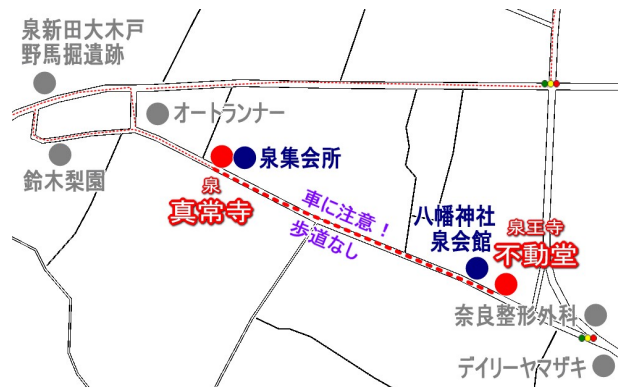 泉新田大木戸
野馬掘遺跡
オートランナー
鈴木梨園
泉集会所
泉
真常寺
車に注意！
歩道なし
八幡神社
泉会館
泉王寺
不動堂
奈良整形外科
デイリーヤマザキ